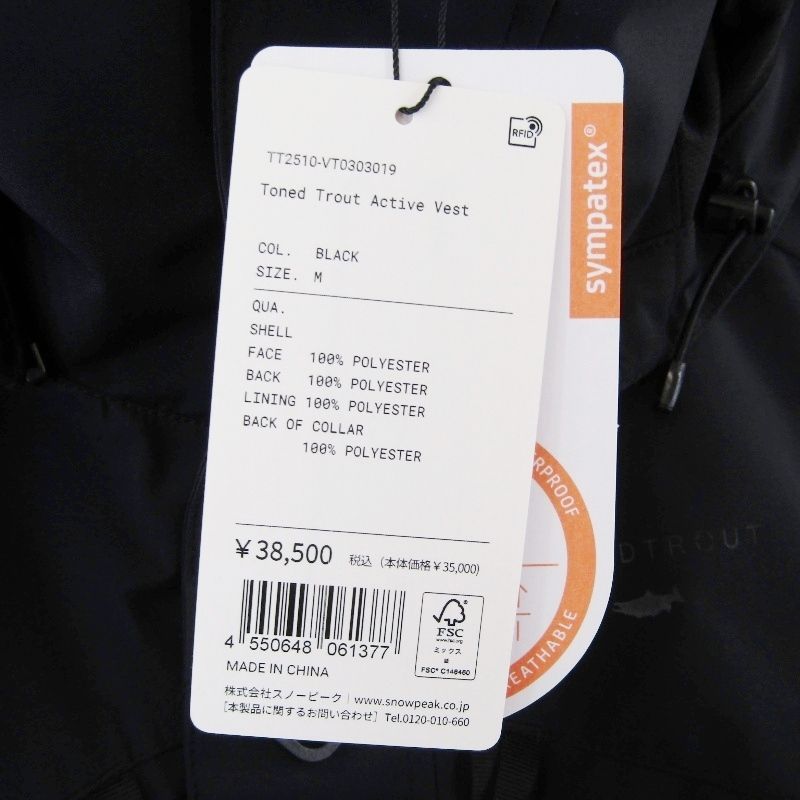 RFID
TT2510-VT0303019
Toned Trout Active Vest
COL. BLACK
SIZE. M
QUA.
SHELL
FACE 100% POLYESTER
BACK 100% POLYESTER
LINING 100% POLYESTER
BACK OF COLLAR
100% POLYESTER
¥38,500 税込 (本体価格¥35,000)
4 550648 061377
FSC
www.fsc.org
ミックス
FSC® C146460
MADE IN CHINA
株式会社スノーピーク | www.snowpeak.co.jp
[本製品に関するお問い合わせ] Tel.0120-010-660
sympatex®
RPROOF
REATHABLE
DTROUT